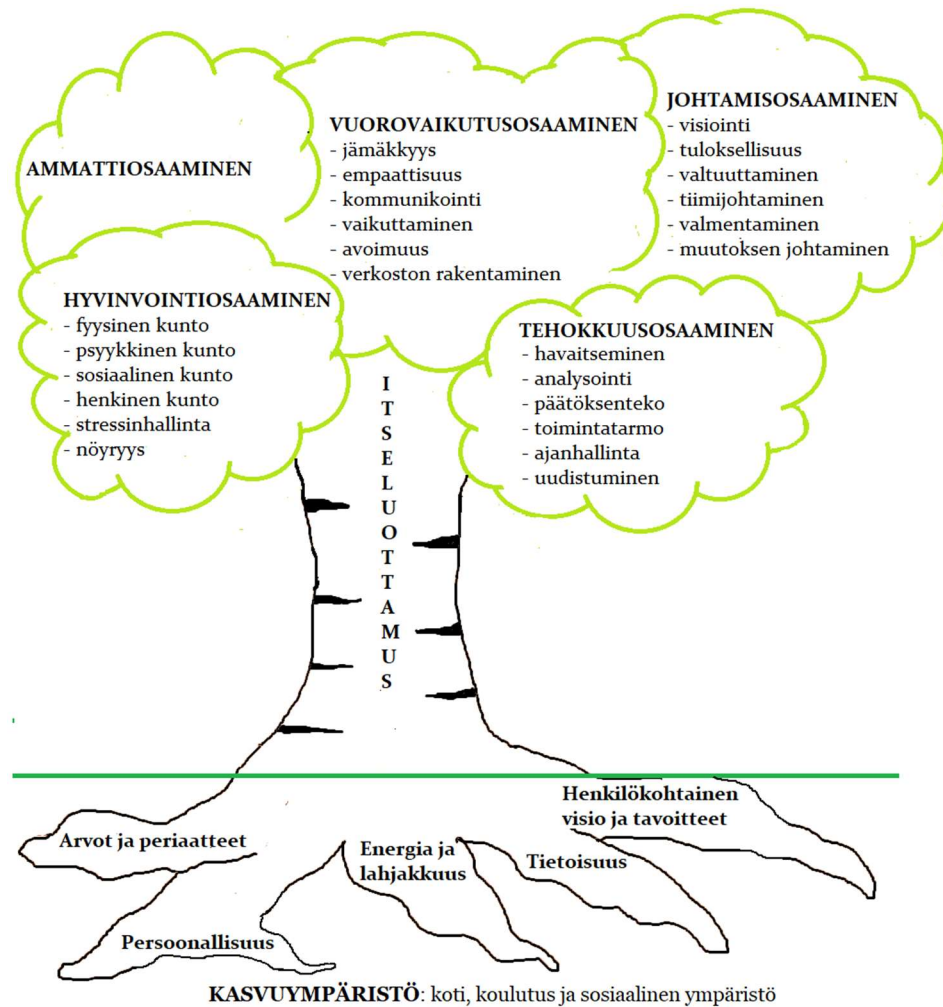 AMMATTIOSAAMINEN
VUOROVAIKUTUSOSAAMINEN
- jämäkkyys
- empaattisuus
- kommunikointi
- vaikuttaminen
- avoimuus
- verkoston rakentaminen
JOHTAMISOSAAMINEN
- visiointi
- tuloksellisuus
- valtuuttaminen
- tiimijohtaminen
- valmentaminen
- muutoksen johtaminen
HYVINVOINTIOSAAMINEN
- fyysinen kunto
- psyykkinen kunto
- sosiaalinen kunto
- henkinen kunto
- stressinhallinta
- nöyryys
TEHOKKUUSOSAAMINEN
- havaitseminen
- analysointi
- päätöksenteko
- toimintatarmo
- ajanhallinta
- uudistuminen
ITSELUOTTAMUS
Arvot ja periaatteet
Persoonallisuus
Energia ja
lahjakkuus
Tietoisuus
Henkilökohtainen
visio ja tavoitteet
KASVUYMPÄRISTÖ: koti, koulutus ja sosiaalinen ympäristö